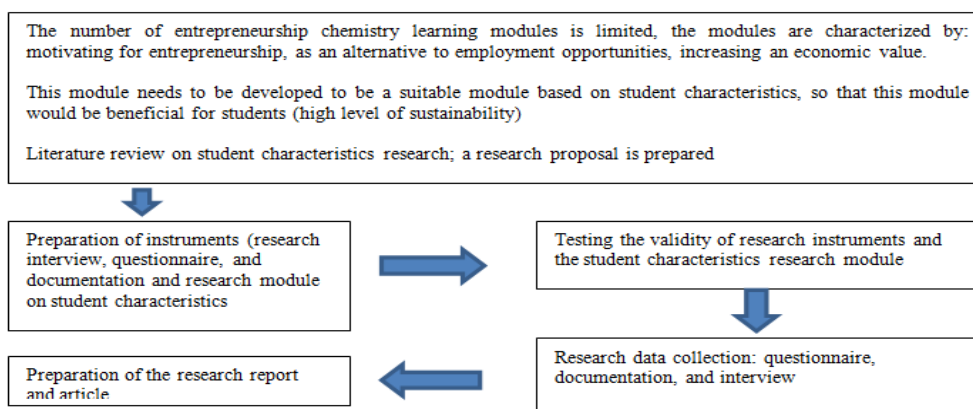 The number of entrepreneurship chemistry learning modules is limited, the modules are characterized by:
motivating for entrepreneurship, as an alternative to employment opportunities, increasing an economic value.
This module needs to be developed to be a suitable module based on student characteristics, so that this module
would be beneficial for students (high level of sustainability)
Literature review on student characteristics research; a research proposal is prepared
Preparation of instruments (research
interview, questionnaire, and
documentation and research module
on student characteristics
Testing the validity of research instruments and
the student characteristics research module
Research data collection: questionnaire,
documentation, and interview
Preparation of the research report
and article